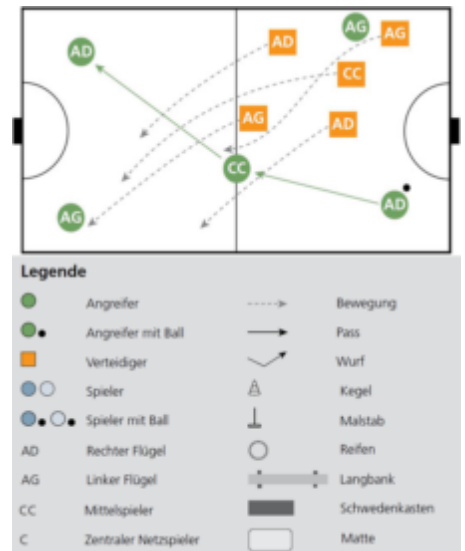 AD
AD
AG
AG
CC
AG
AD
CC
AG
AD
Legende
Angreifer
Bewegung
Angreifer mit Ball
Pass
Verteidiger
Wurf
Spieler
Kegel
Spieler mit Ball
Malstab
AD Rechter Flügel
Reifen
AG Linker Flügel
Langbank
CC Mittelspieler
Schwedenkasten
C Zentraler Netzspieler
Matte